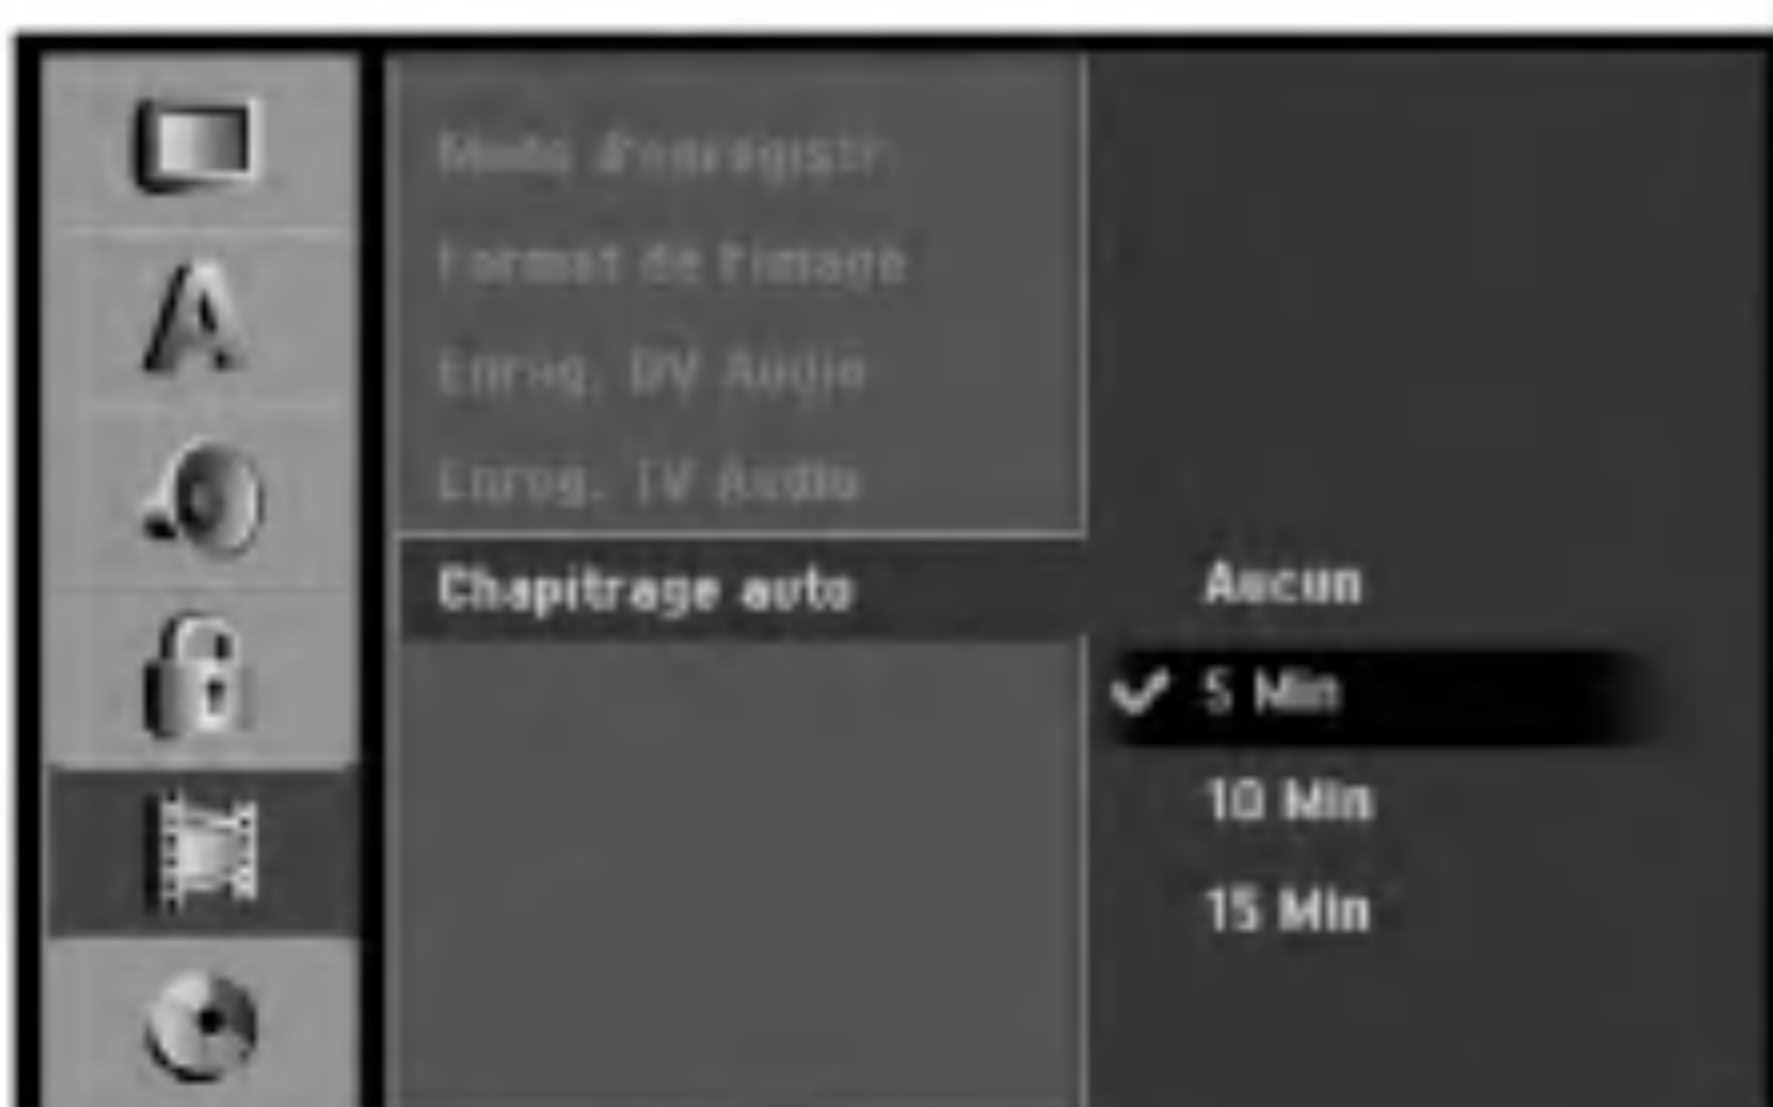 Mode d'enregistr.
Format de l'image
Enreg. DV Audio
Enreg. TV Audio
Chapitrage auto
Aucun
5 Min
10 Min
15 Min